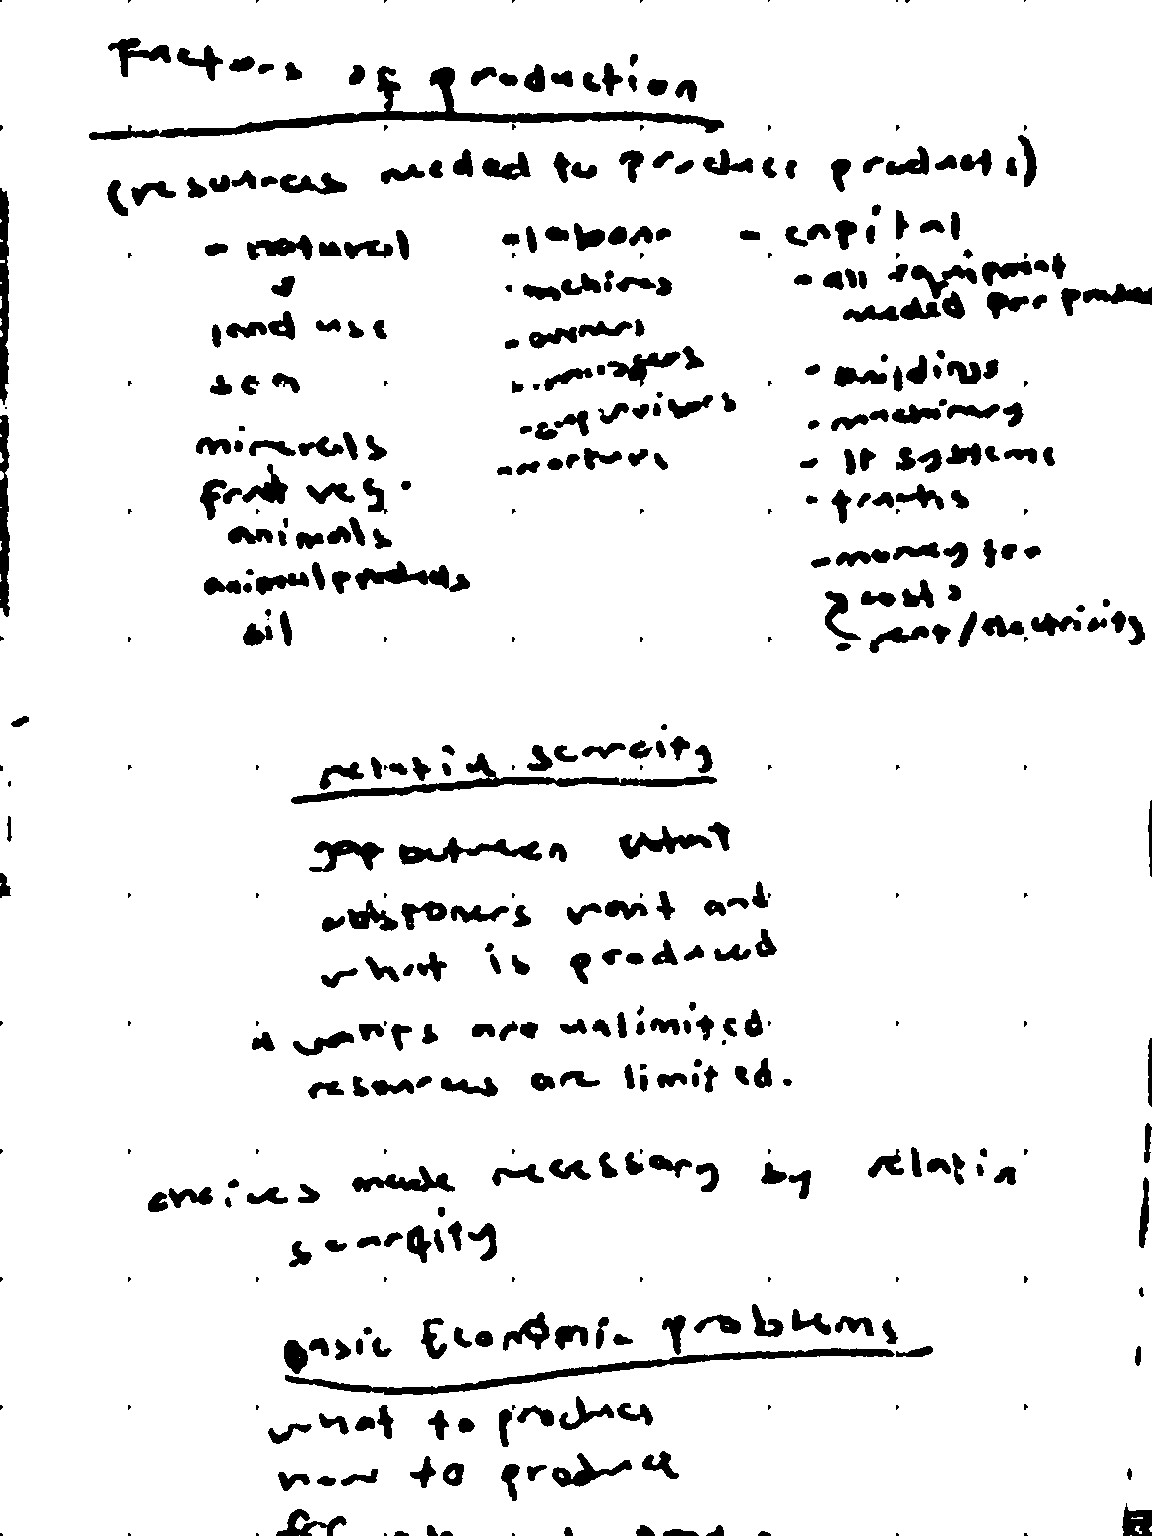 Factors of production
(resources needed to produce products)
- natural
land use
sea
minerals
fruit veg.
animals
animal products
oil
- labour
- machines
- owners
- managers
- supervisors
- workers
- capital
- all equipment
needed for
- buildings
- machinery
- IT systems
- trucks
- money for
costs
- rent/electricity
relative scarcity
gap between what
customers want and
what is produced
wants are unlimited
resources are limited.
choices made necessary by relative
scarcity
Basic Economic problems
what to produce
how to produce
for